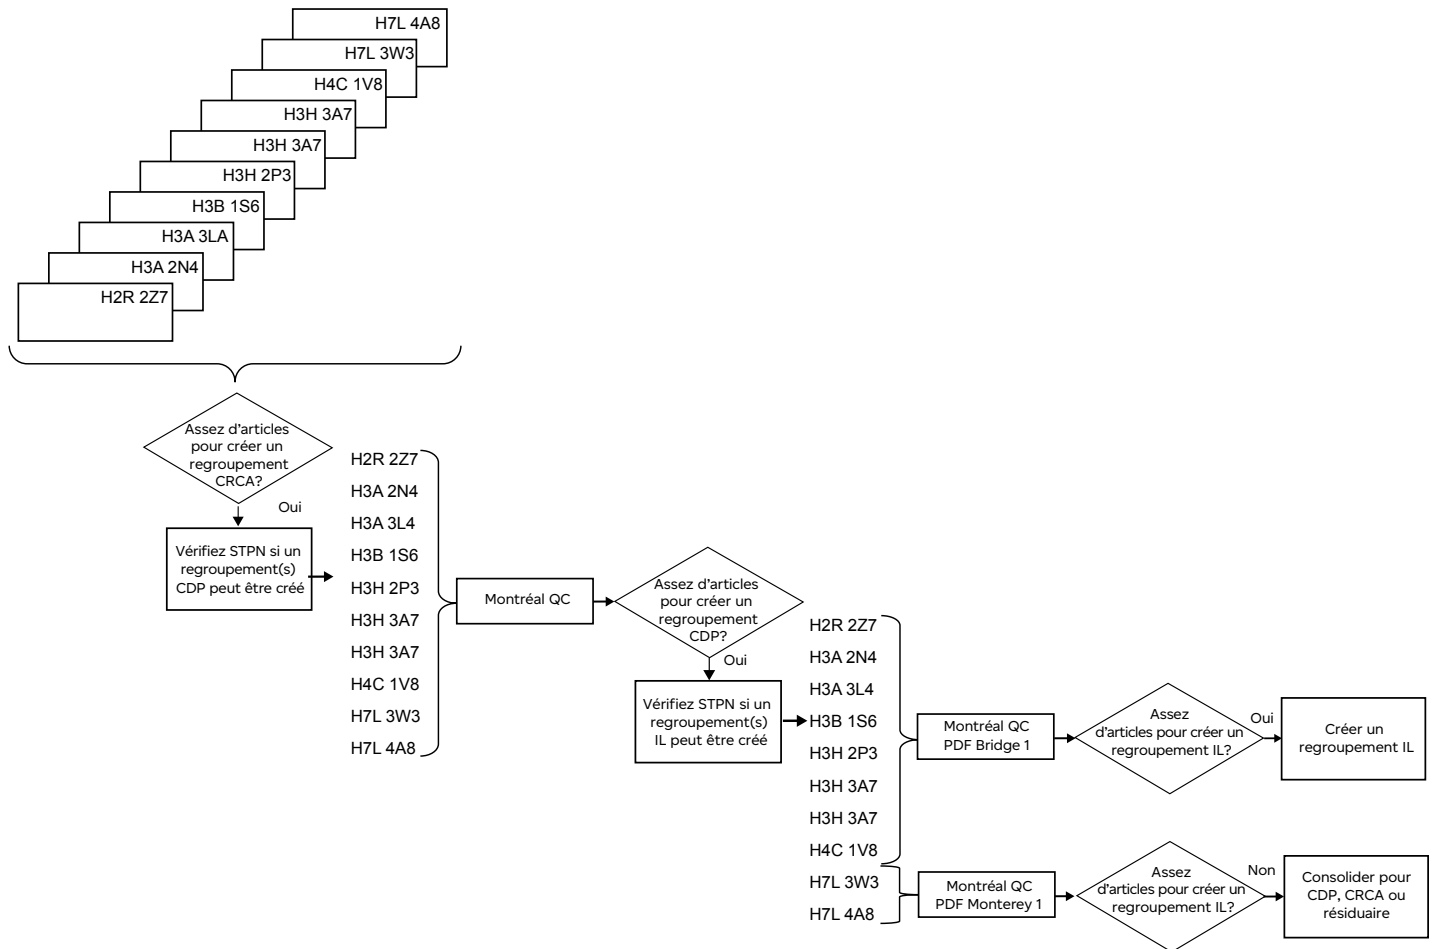 H7L 4A8
H7L 3W3
H4C 1V8
H3H 3A7
H3H 3A7
H3H 2P3
H3B 1S6
H3A 3LA
H3A 2N4
H2R 2Z7
Assez d'articles
pour créer un
regroupement
CRCA?
Oui
Vérifiez STPN si un
regroupement(s)
CDP peut être créé
H2R 2Z7
H3A 2N4
H3A 3L4
H3B 1S6
H3H 2P3
H3H 3A7
H3H 3A7
H4C 1V8
H7L 3W3
H7L 4A8
Montréal QC
Assez d'articles
pour créer un
regroupement
CDP?
Oui
Vérifiez STPN si un
regroupement(s)
IL peut être créé
H2R 2Z7
H3A 2N4
H3A 3L4
H3B 1S6
H3H 2P3
H3H 3A7
H3H 3A7
H4C 1V8
H7L 3W3
H7L 4A8
Montréal QC
PDF Bridge 1
Assez
d'articles pour créer un
regroupement IL?
Oui
Créer un
regroupement IL
Montréal QC
PDF Monterey 1
Assez
d'articles pour créer un
regroupement IL?
Non
Consolider pour
CDP, CRCA ou
résiduaire